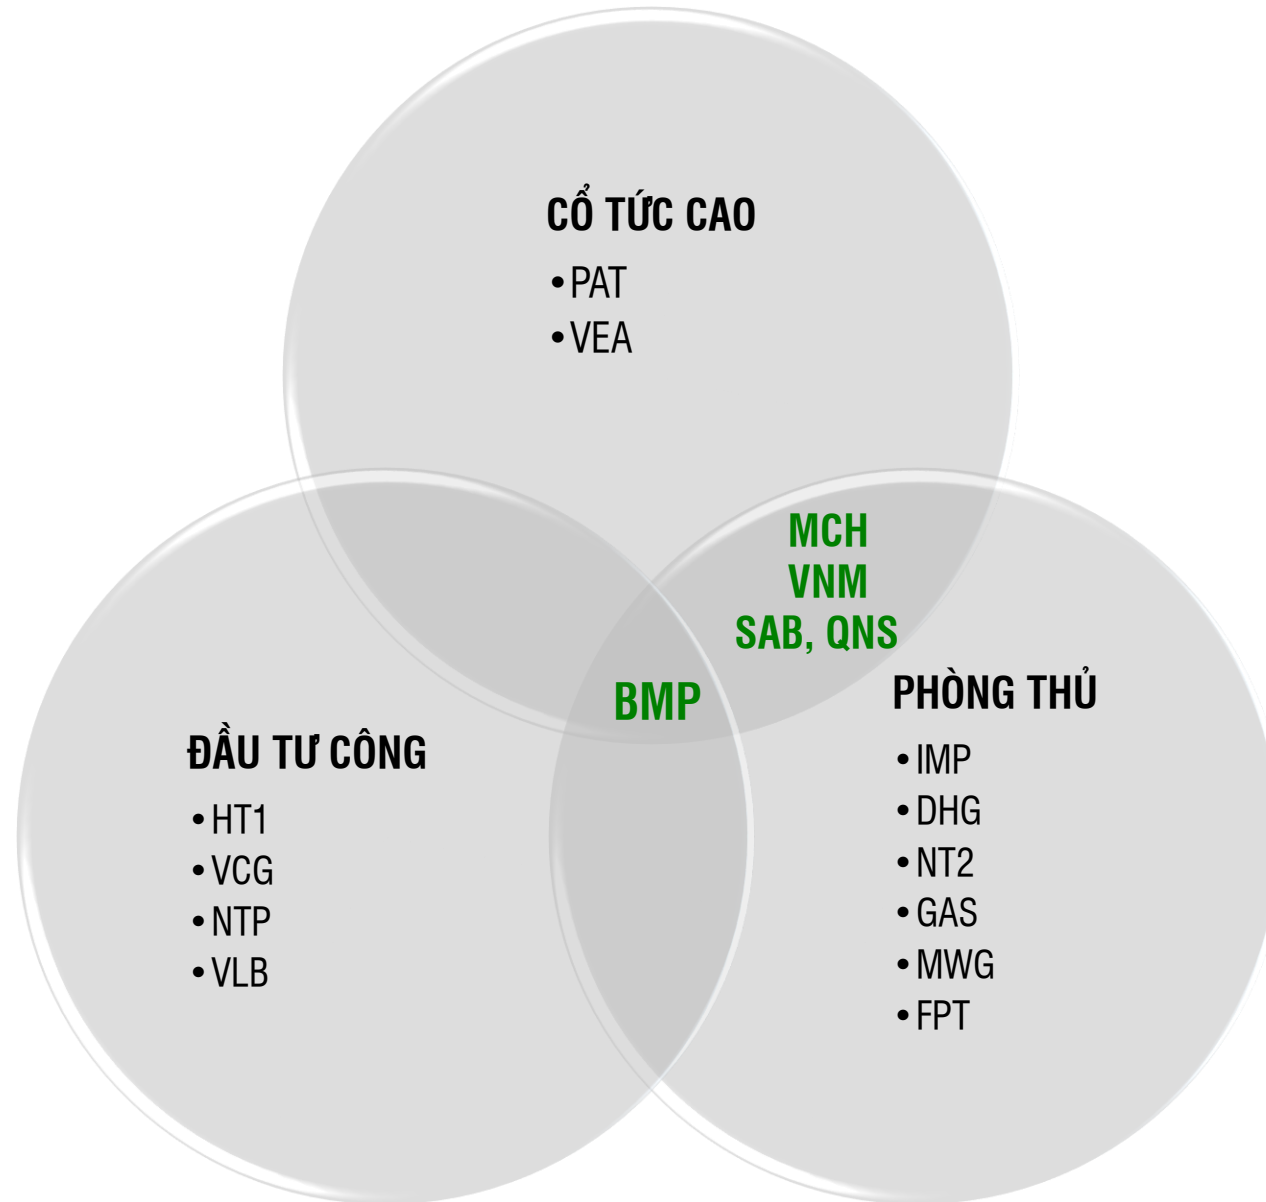 CỔ TỨC CAO
•PAT
•VEA
MCH
VNM
SAB, QNS
BMP
PHÒNG THỦ
•IMP
•DHG
•NT2
•GAS
•MWG
•FPT
ĐẦU TƯ CÔNG
•HT1
•VCG
•NTP
•VLB